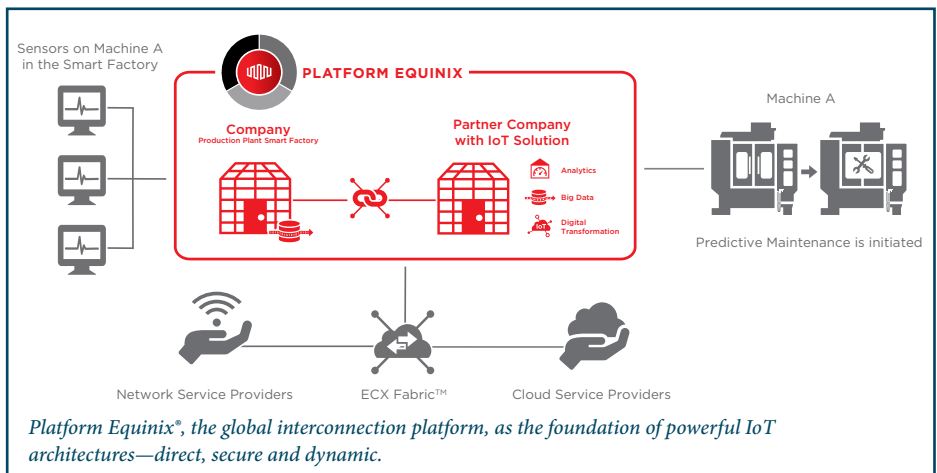 Sensors on Machine A
in the Smart Factory
PLATFORM EQUINIX
Company
Production Plant Smart Factory
Partner Company
with IoT Solution
Analytics
Big Data
IoT
Digital
Transformation
Machine A
Predictive Maintenance is initiated
Network Service Providers
ECX Fabric™
Cloud Service Providers
Platform Equinix®, the global interconnection platform, as the foundation of powerful IoT
architectures—direct, secure and dynamic.